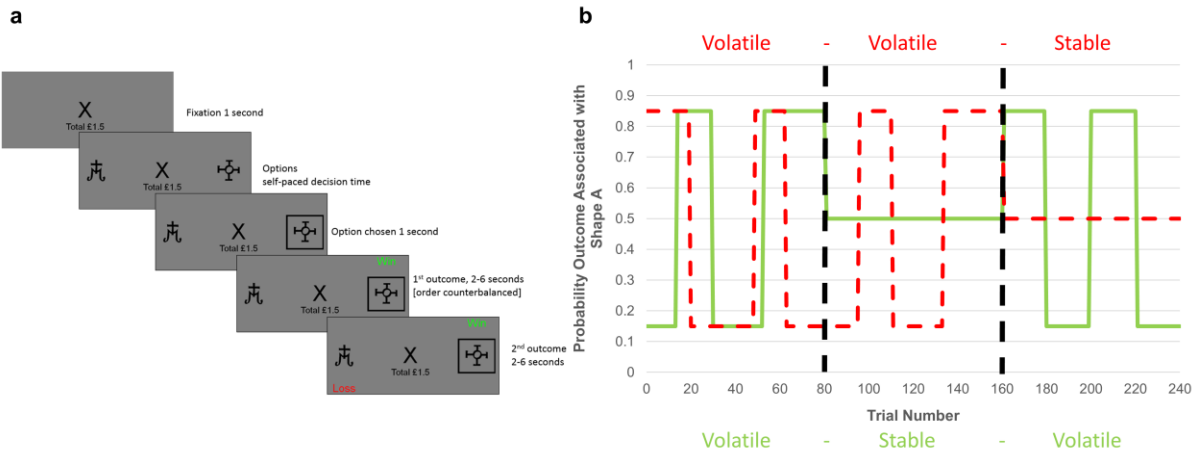 a
X
Total £1.5
Fixation 1 second
X
Total £1.5
Options
self-paced decision time
X
Total £1.5
Option chosen 1 second
Win
X
Total £1.5
1st outcome, 2-6 seconds
[order counterbalanced]
Win
X
Total £1.5
Loss
2nd outcome
2-6 seconds
b
Volatile - Volatile - Stable
Probability Outcome Associated with
Shape A
1
0.9
0.8
0.7
0.6
0.5
0.4
0.3
0.2
0.1
0
0 20 40 60 80 100 120 140 160 180 200 220 240
Trial Number
Volatile - Stable - Volatile